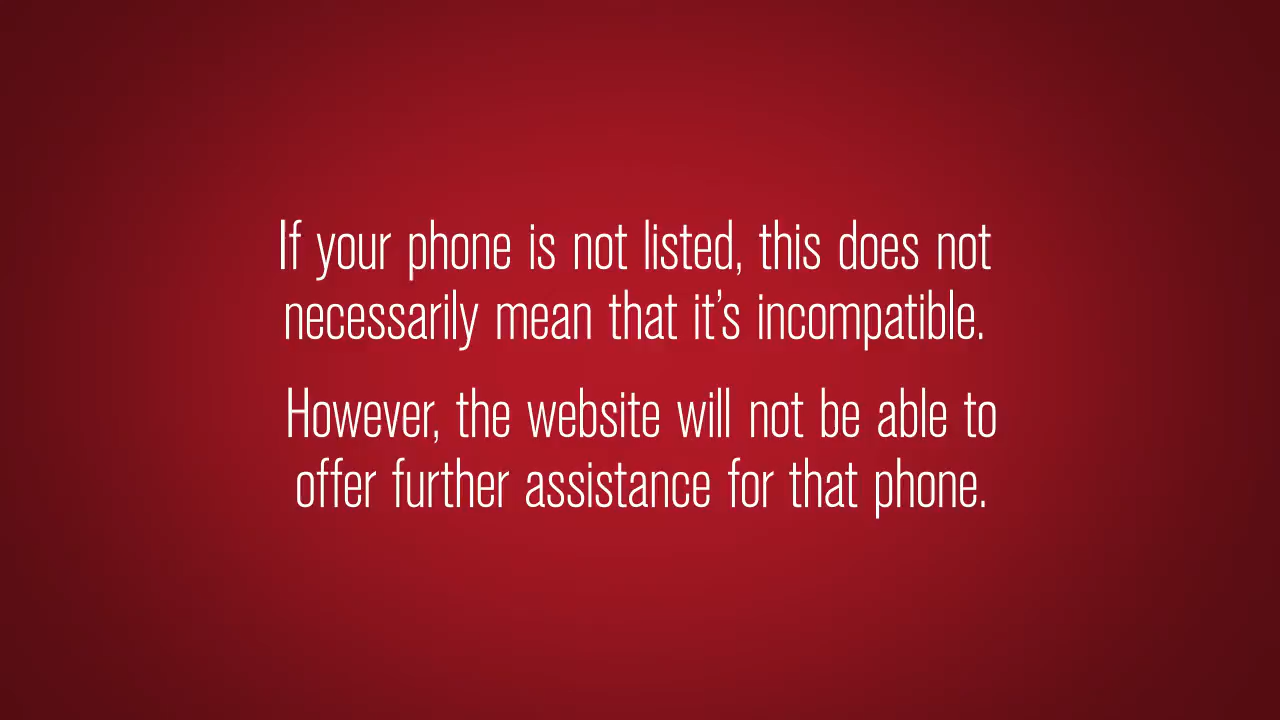 If your phone is not listed, this does not
necessarily mean that it’s incompatible.
However, the website will not be able to
offer further assistance for that phone.